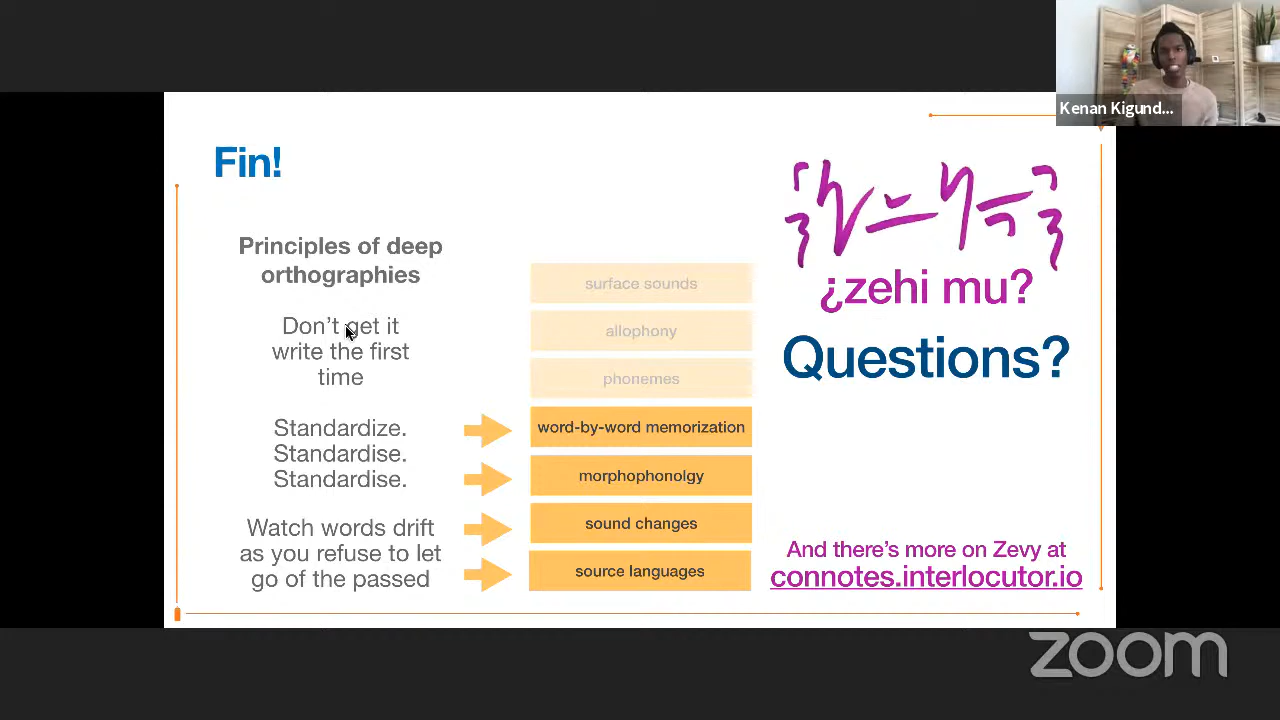 Kenan Kigund...
Fin!
Principles of deep
orthographies
Don't get it
write the first
time
Standardize.
Standardise.
Standardise.
Watch words drift
as you refuse to let
go of the passed
surface sounds
allophony
phonemes
word-by-word memorization
morphophonolgy
sound changes
source languages
¿zehi mu?
Questions?
And there's more on Zevy at
connotes.interlocutor.io
zoom